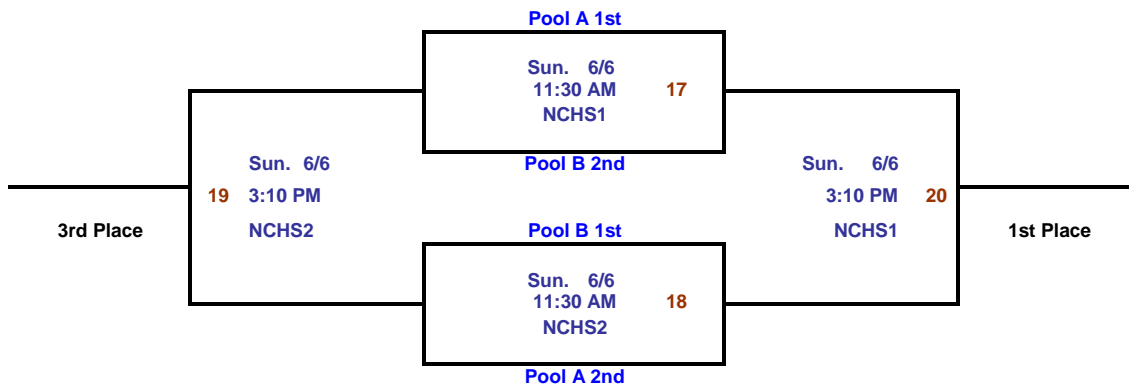 Pool A 1st
Sun. 6/6
11:30 AM 17
NCHS1
Pool B 2nd
Sun. 6/6
19 3:10 PM
NCHS2
3rd Place
Sun. 6/6
3:10 PM 20
NCHS1
1st Place
Pool B 1st
Sun. 6/6
11:30 AM 18
NCHS2
Pool A 2nd